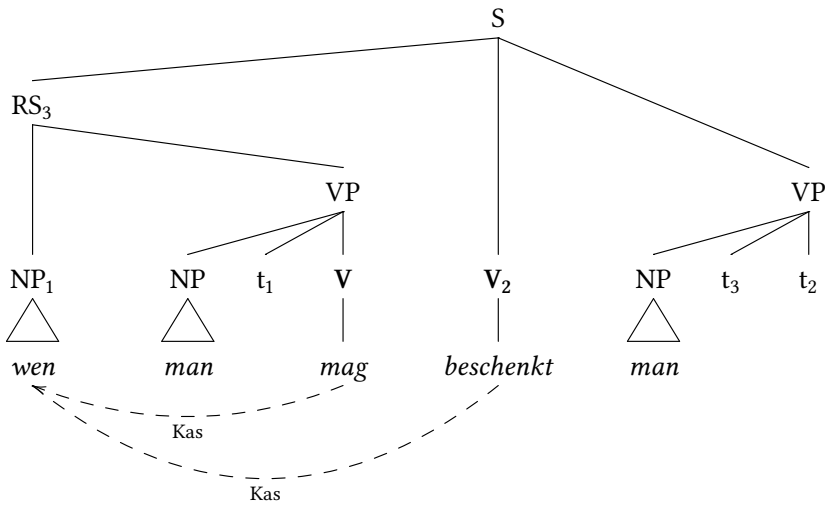 S
RS₃
VP VP
NP₁ NP t₁ V V₂ NP t₃ t₂
wen man mag beschenkt man
Kas
Kas